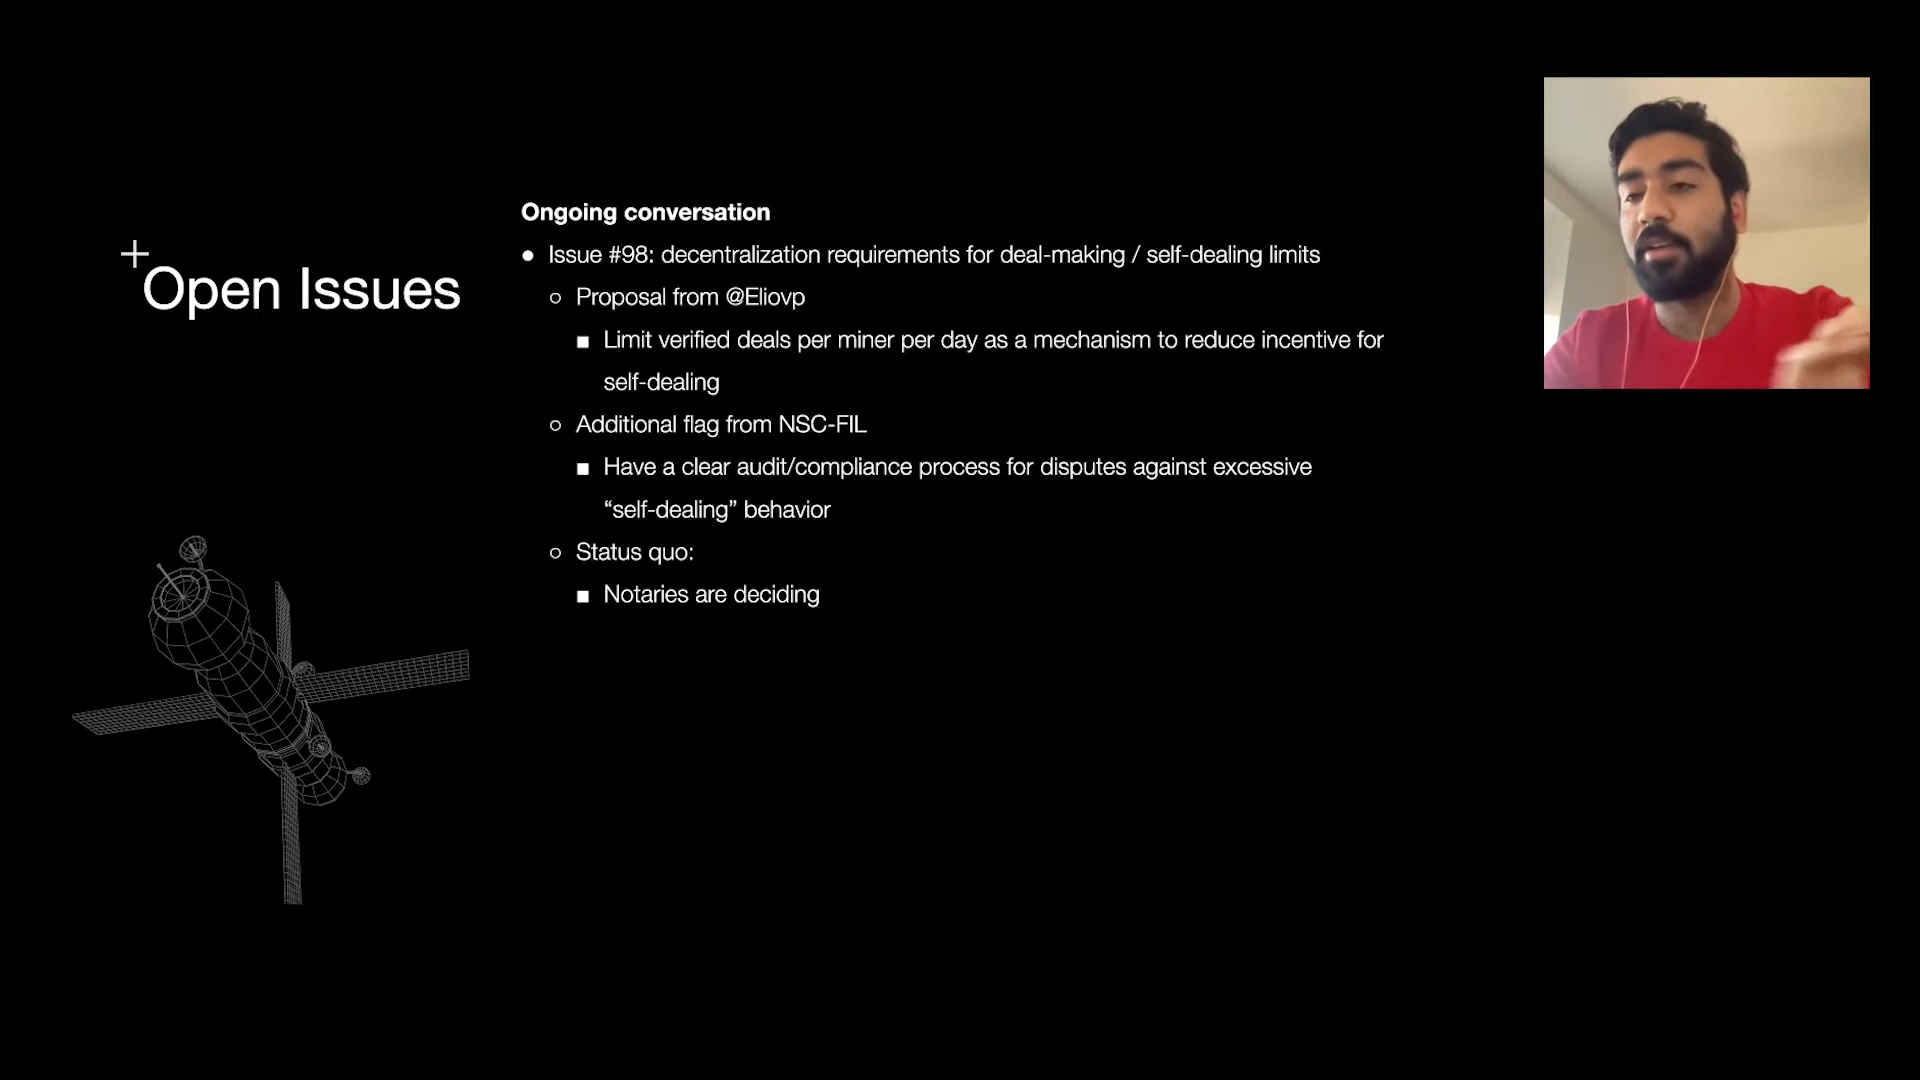 Open Issues
Ongoing conversation
Issue #98: decentralization requirements for deal-making / self-dealing limits
Proposal from @Eliovp
Limit verified deals per miner per day as a mechanism to reduce incentive for
self-dealing
Additional flag from NSC-FIL
Have a clear audit/compliance process for disputes against excessive
“self-dealing” behavior
Status quo:
Notaries are deciding